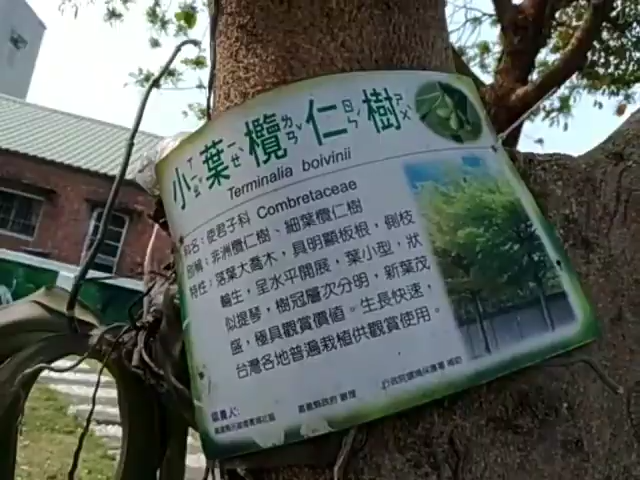 小葉欖仁樹
Terminalia boivinii
科名：使君子科 Combretaceae
別稱：非洲欖仁樹、細葉欖仁樹
特性：落葉大喬木，具明顯板根，側枝
輪生，呈水平開展，葉小型，狀
似提琴，樹冠層次分明，新葉茂
盛，極具觀賞價值。生長快速，
台灣各地普遍栽植供觀賞使用。